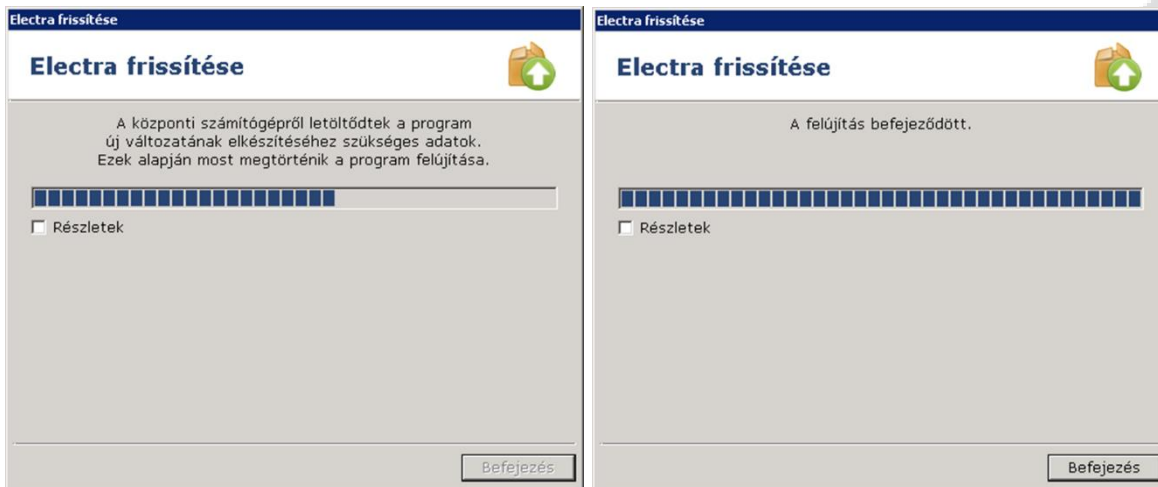 Electra frissítése
Electra frissítése
A központi számítógépről letöltődtek a program
új változatának elkészítéséhez szükséges adatok.
Ezek alapján most megtörténik a program felújítása.
Részletek
Befejezés
Electra frissítése
Electra frissítése
A felújítás befejeződött.
Részletek
Befejezés